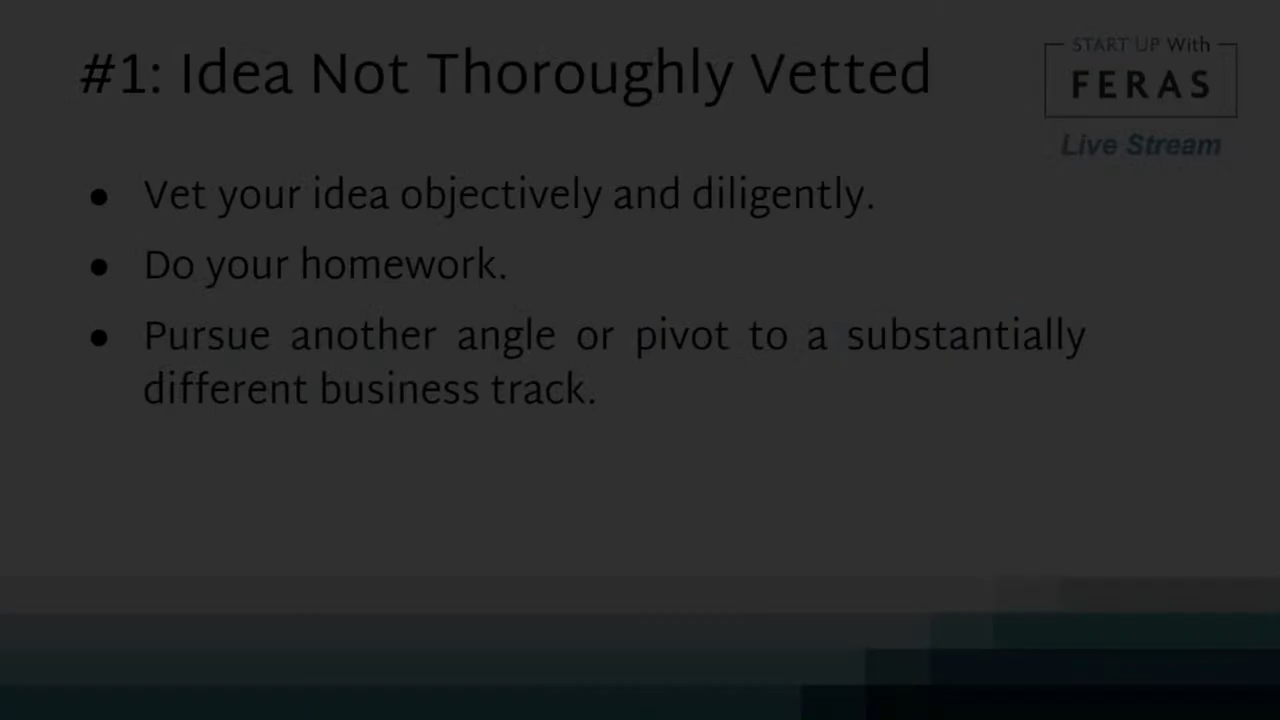 #1: Idea Not Thoroughly Vetted
START UP With
FERAS
Live Stream
● Vet your idea objectively and diligently.
● Do your homework.
● Pursue another angle or pivot to a substantially
different business track.